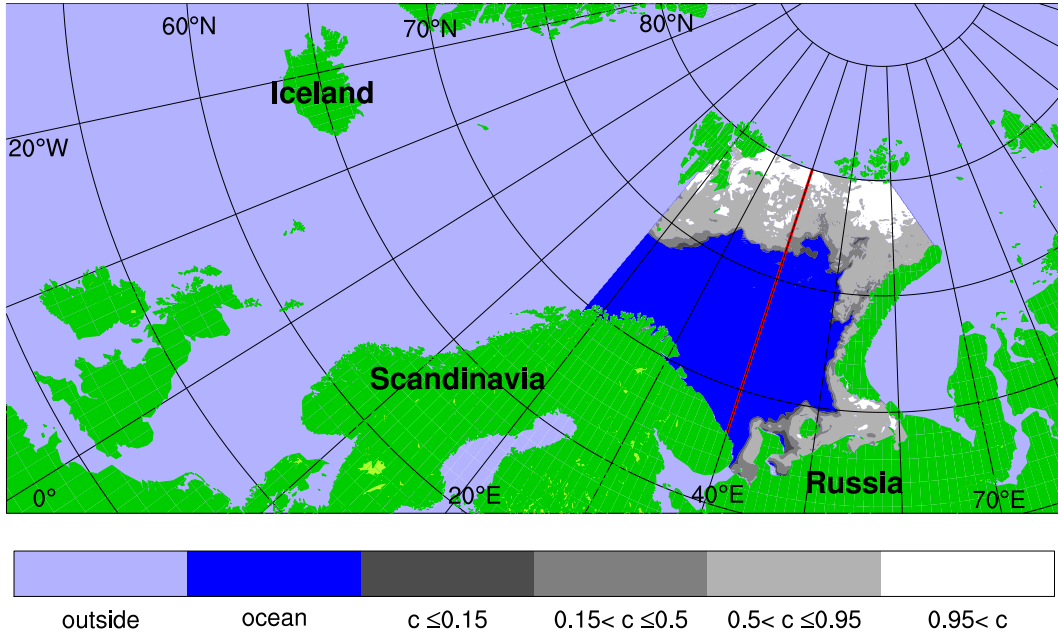 60°N
70°N
80°N
Iceland
20°W
Scandinavia
0°
20°E
40°E
Russia
70°E
outside
ocean
c ≤0.15
0.15< c ≤0.5
0.5< c ≤0.95
0.95< c